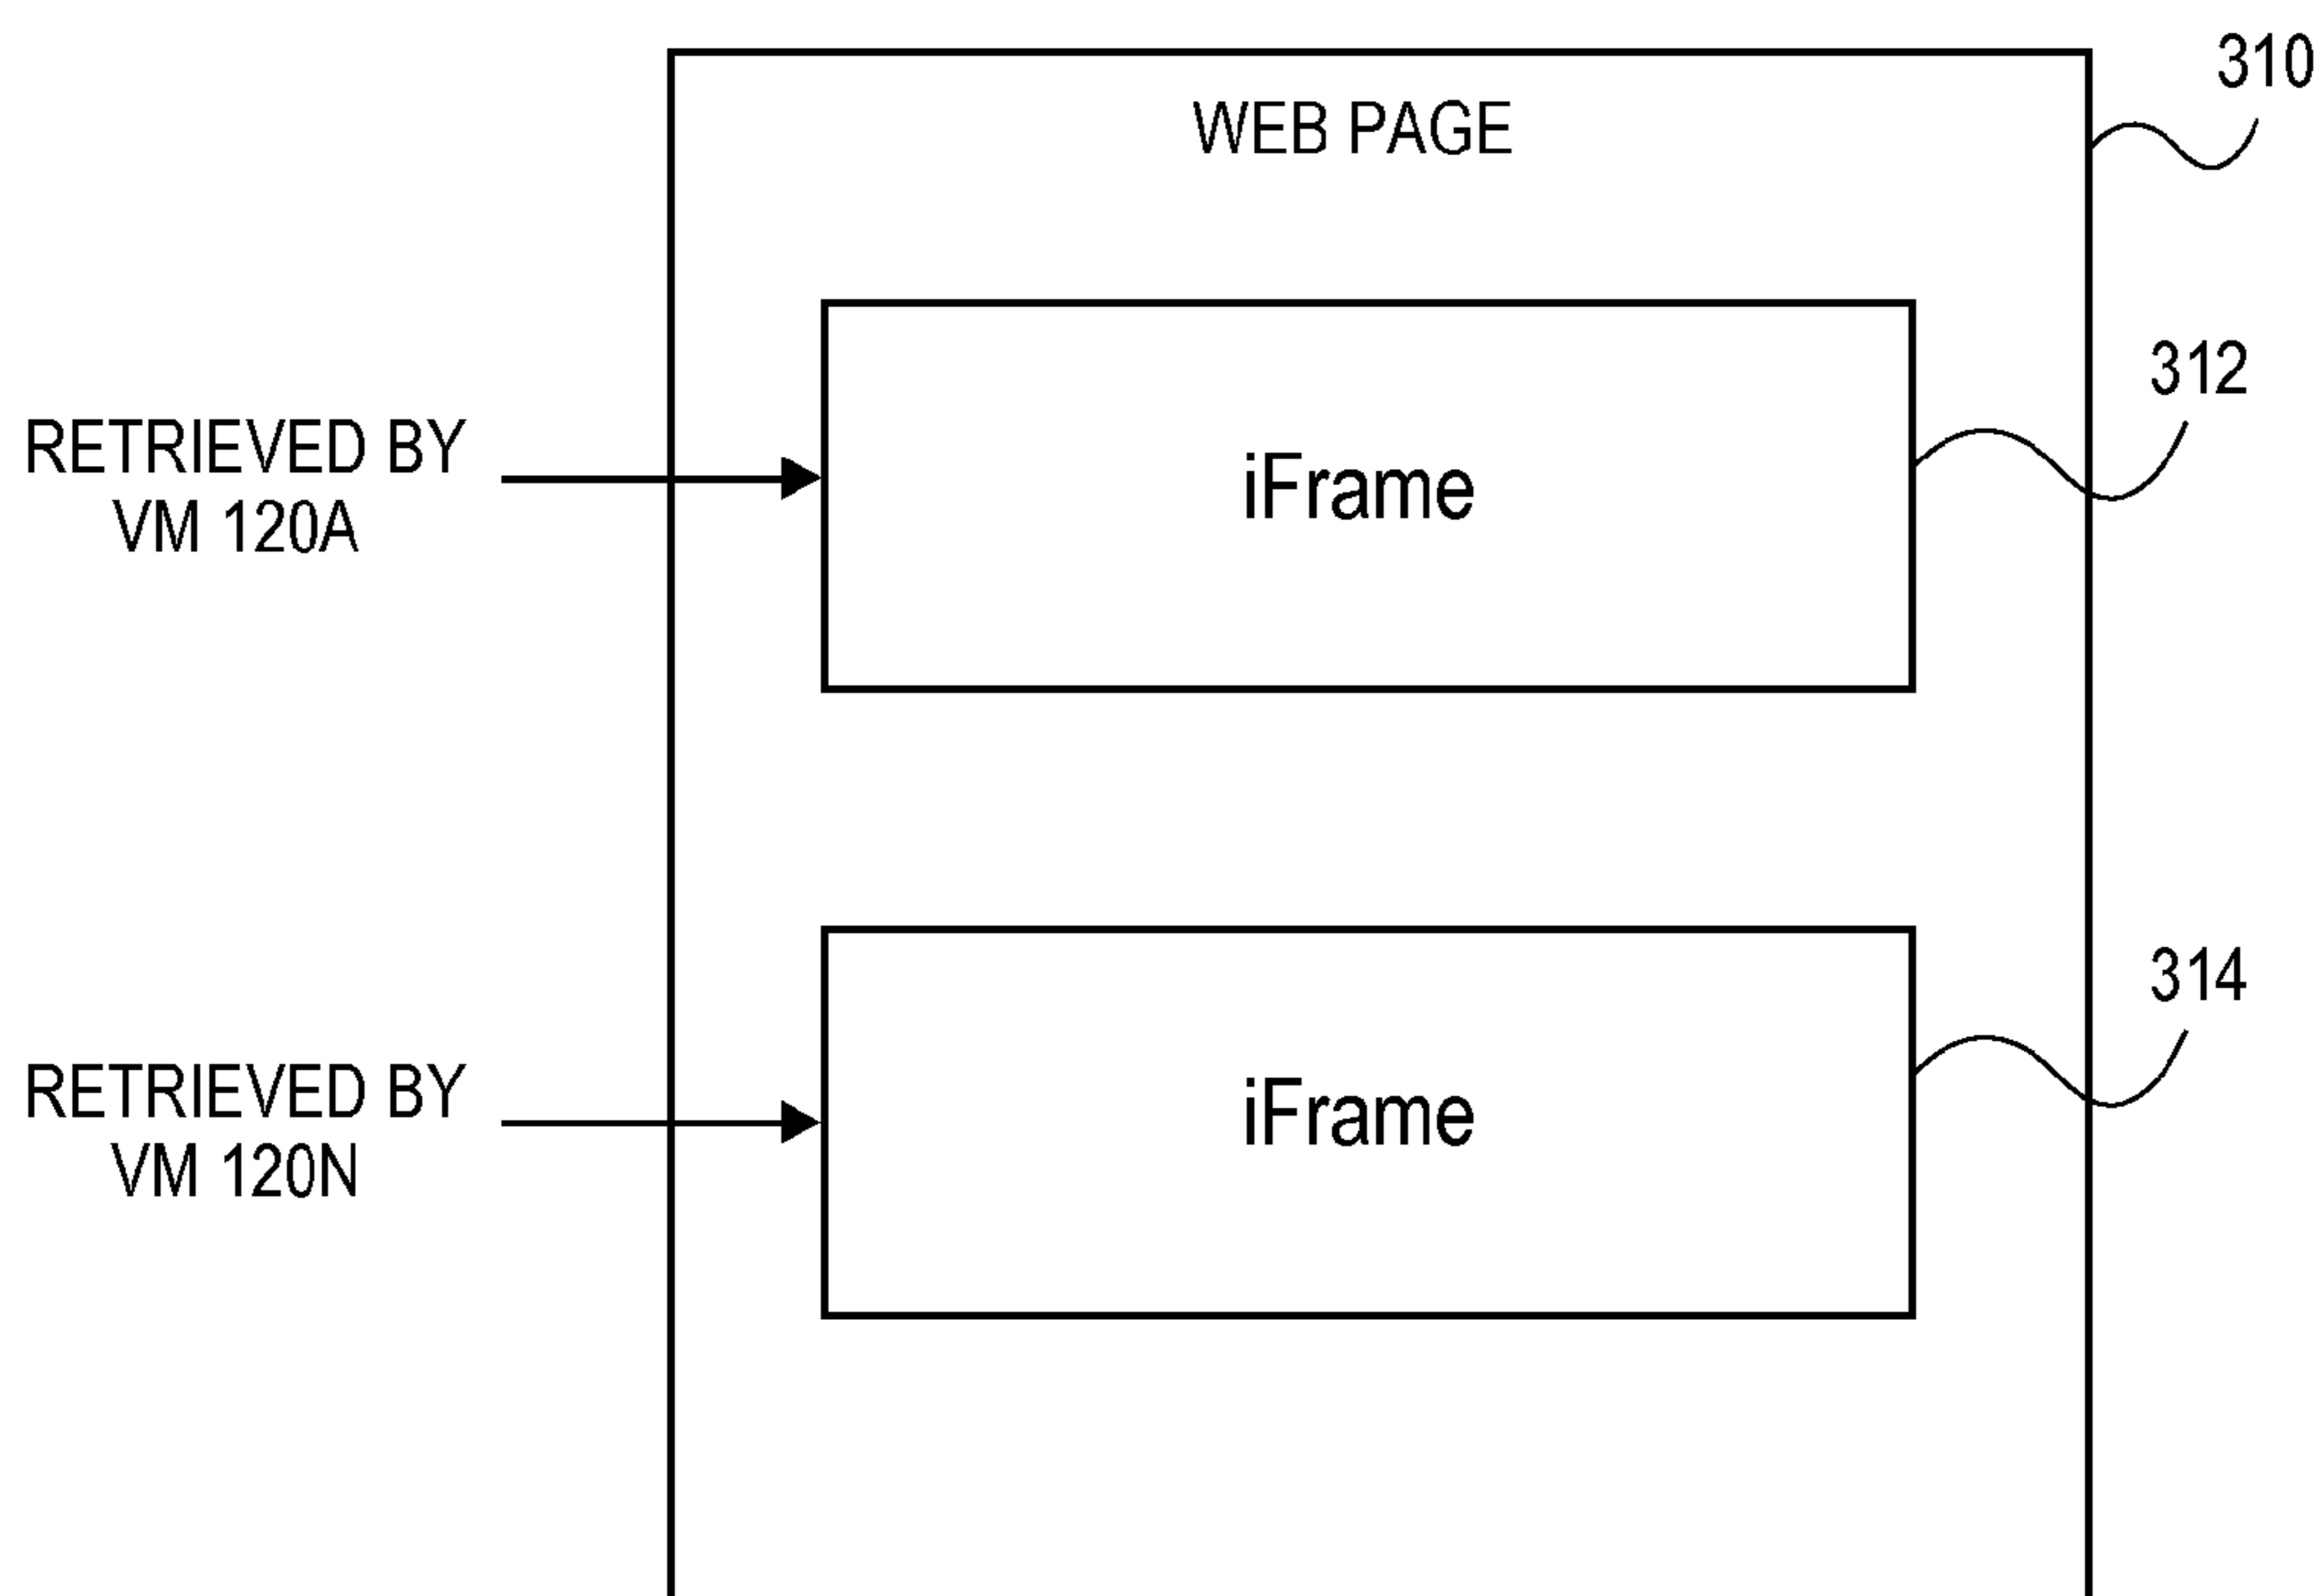 310
WEB PAGE
312
RETRIEVED BY
VM 120A
iFrame
314
RETRIEVED BY
VM 120N
iFrame